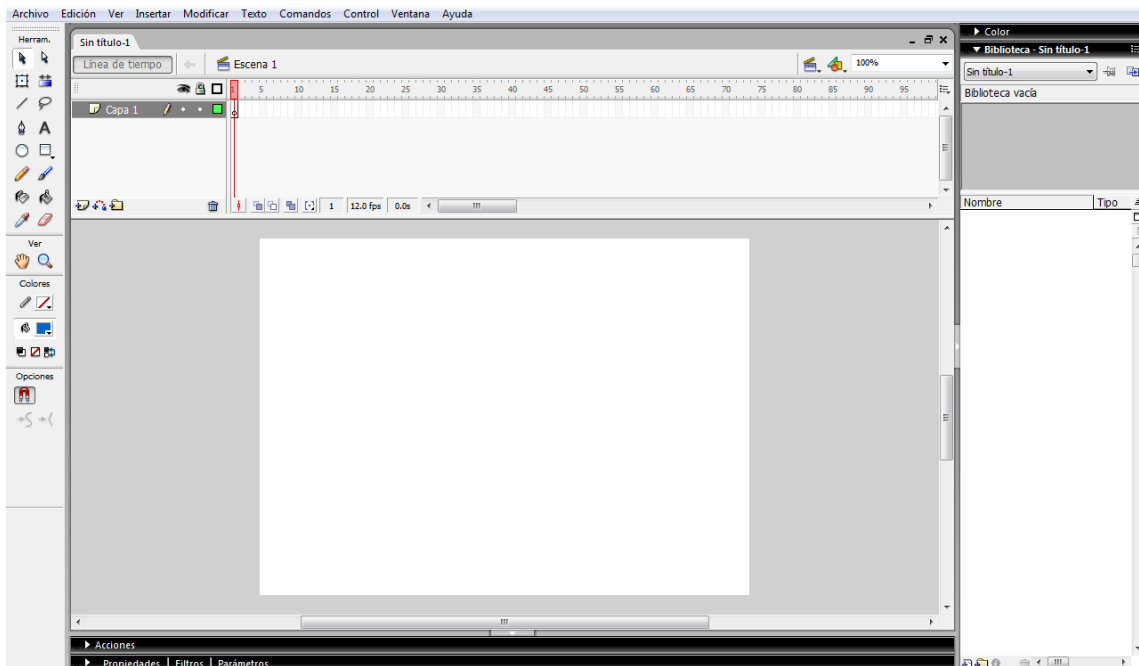 Archivo Edición Ver Insertar Modificar Texto Comandos Control Ventana Ayuda
Herram.
Sin título-1
Línea de tiempo
Escena 1
100%
1 5 10 15 20 25 30 35 40 45 50 55 60 65 70 75 80 85 90 95
Capa 1
1 12.0 fps 0.0s
Ver
Colores
Opciones
Color
Biblioteca - Sin título-1
Sin título-1
Biblioteca vacía
Nombre Tipo
Acciones
Propiedades Filtros Parámetros